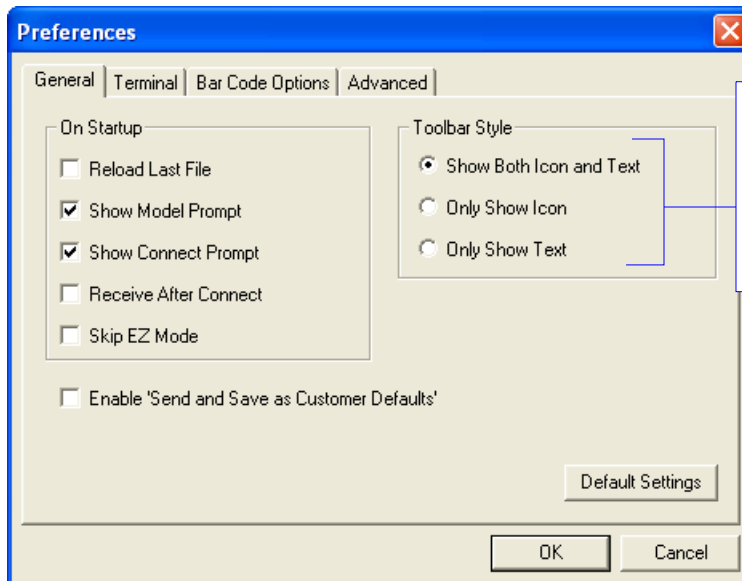 Preferences
General Terminal Bar Code Options Advanced
On Startup
Reload Last File
Show Model Prompt
Show Connect Prompt
Receive After Connect
Skip EZ Mode
Toolbar Style
Show Both Icon and Text
Only Show Icon
Only Show Text
Enable 'Send and Save as Customer Defaults'
Default Settings
OK Cancel